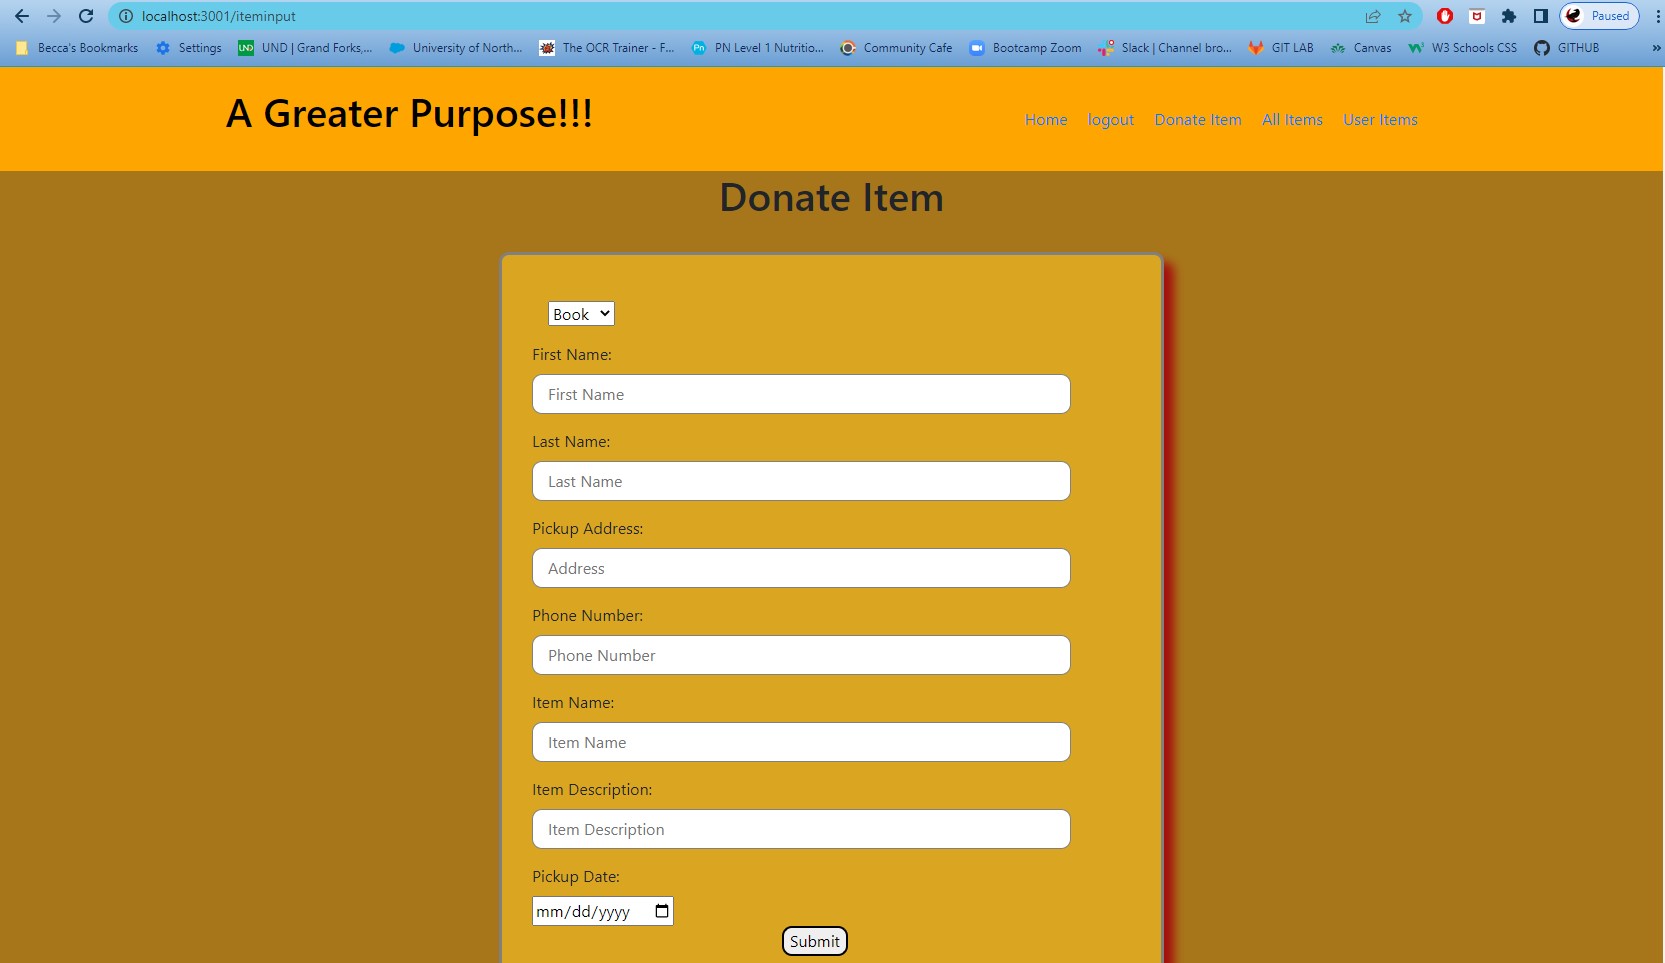 localhost:3001/iteminput
Paused
Becca's Bookmarks Settings UND | Grand Forks,... University of North... The OCR Trainer - F... Pn PN Level 1 Nutritio... Community Cafe Bootcamp Zoom Slack | Channel bro... GIT LAB Canvas W3 Schools CSS GITHUB »
A Greater Purpose!!!
Home logout Donate Item All Items User Items
Donate Item
Book
First Name:
First Name
Last Name:
Last Name
Pickup Address:
Address
Phone Number:
Phone Number
Item Name:
Item Name
Item Description:
Item Description
Pickup Date:
mm/dd/yyyy
Submit